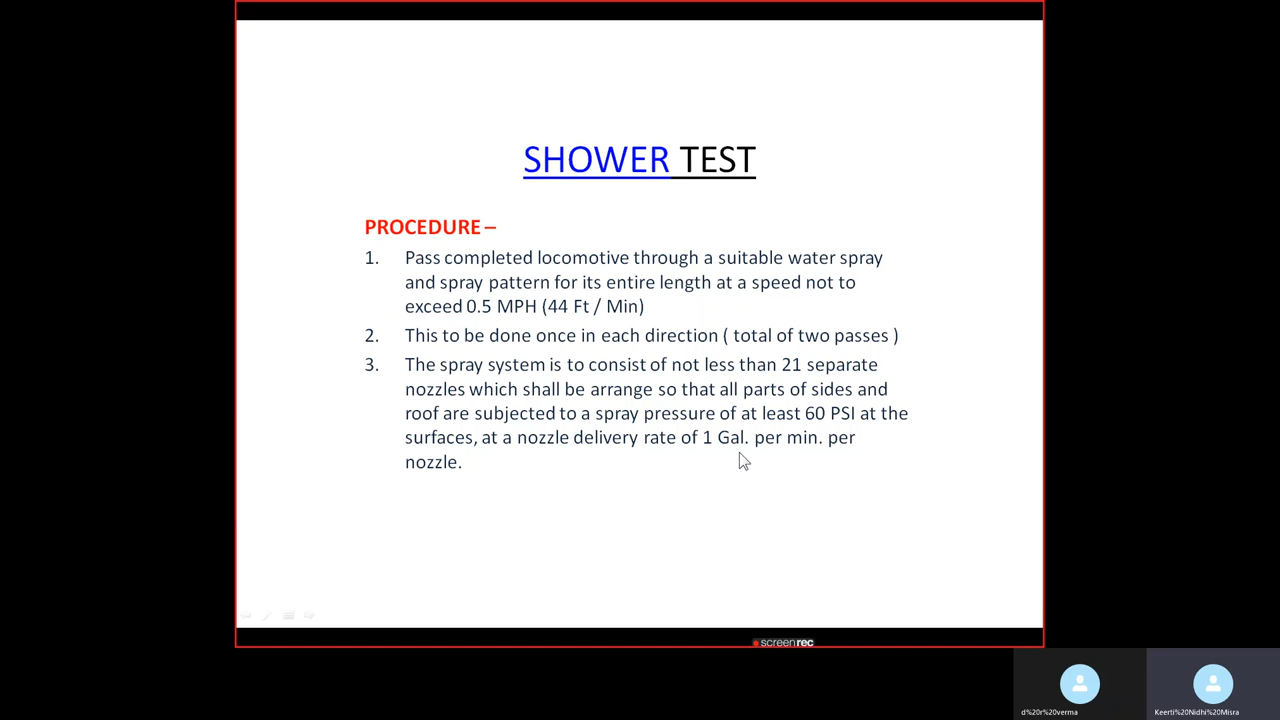 SHOWER TEST
PROCEDURE –
1. Pass completed locomotive through a suitable water spray
and spray pattern for its entire length at a speed not to
exceed 0.5 MPH (44 Ft / Min)
2. This to be done once in each direction ( total of two passes )
3. The spray system is to consist of not less than 21 separate
nozzles which shall be arrange so that all parts of sides and
roof are subjected to a spray pressure of at least 60 PSI at the
surfaces, at a nozzle delivery rate of 1 Gal. per min. per
nozzle.
screenrec
d%20r%20verma
Keerti%20Nidhi%20Misra